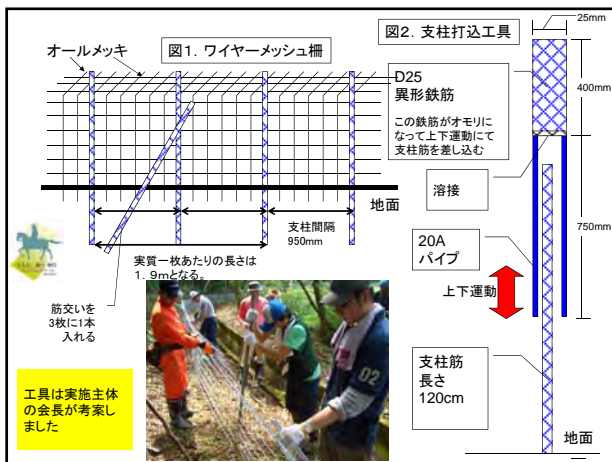 図1. ワイヤーメッシュ柵
オールメッキ
地面
支柱間隔
950mm
実質一枚あたりの長さは
1.9mとなる。
筋交いを
3枚に1本
入れる
02
工具は実施主体
の会長が考案し
ました
図2. 支柱打込工具
25mm
D25
異形鉄筋
この鉄筋がオモリに
なって上下運動にて
支柱筋を差し込む
400mm
溶接
750mm
20A
パイプ
上下運動
支柱筋
長さ
120cm
地面